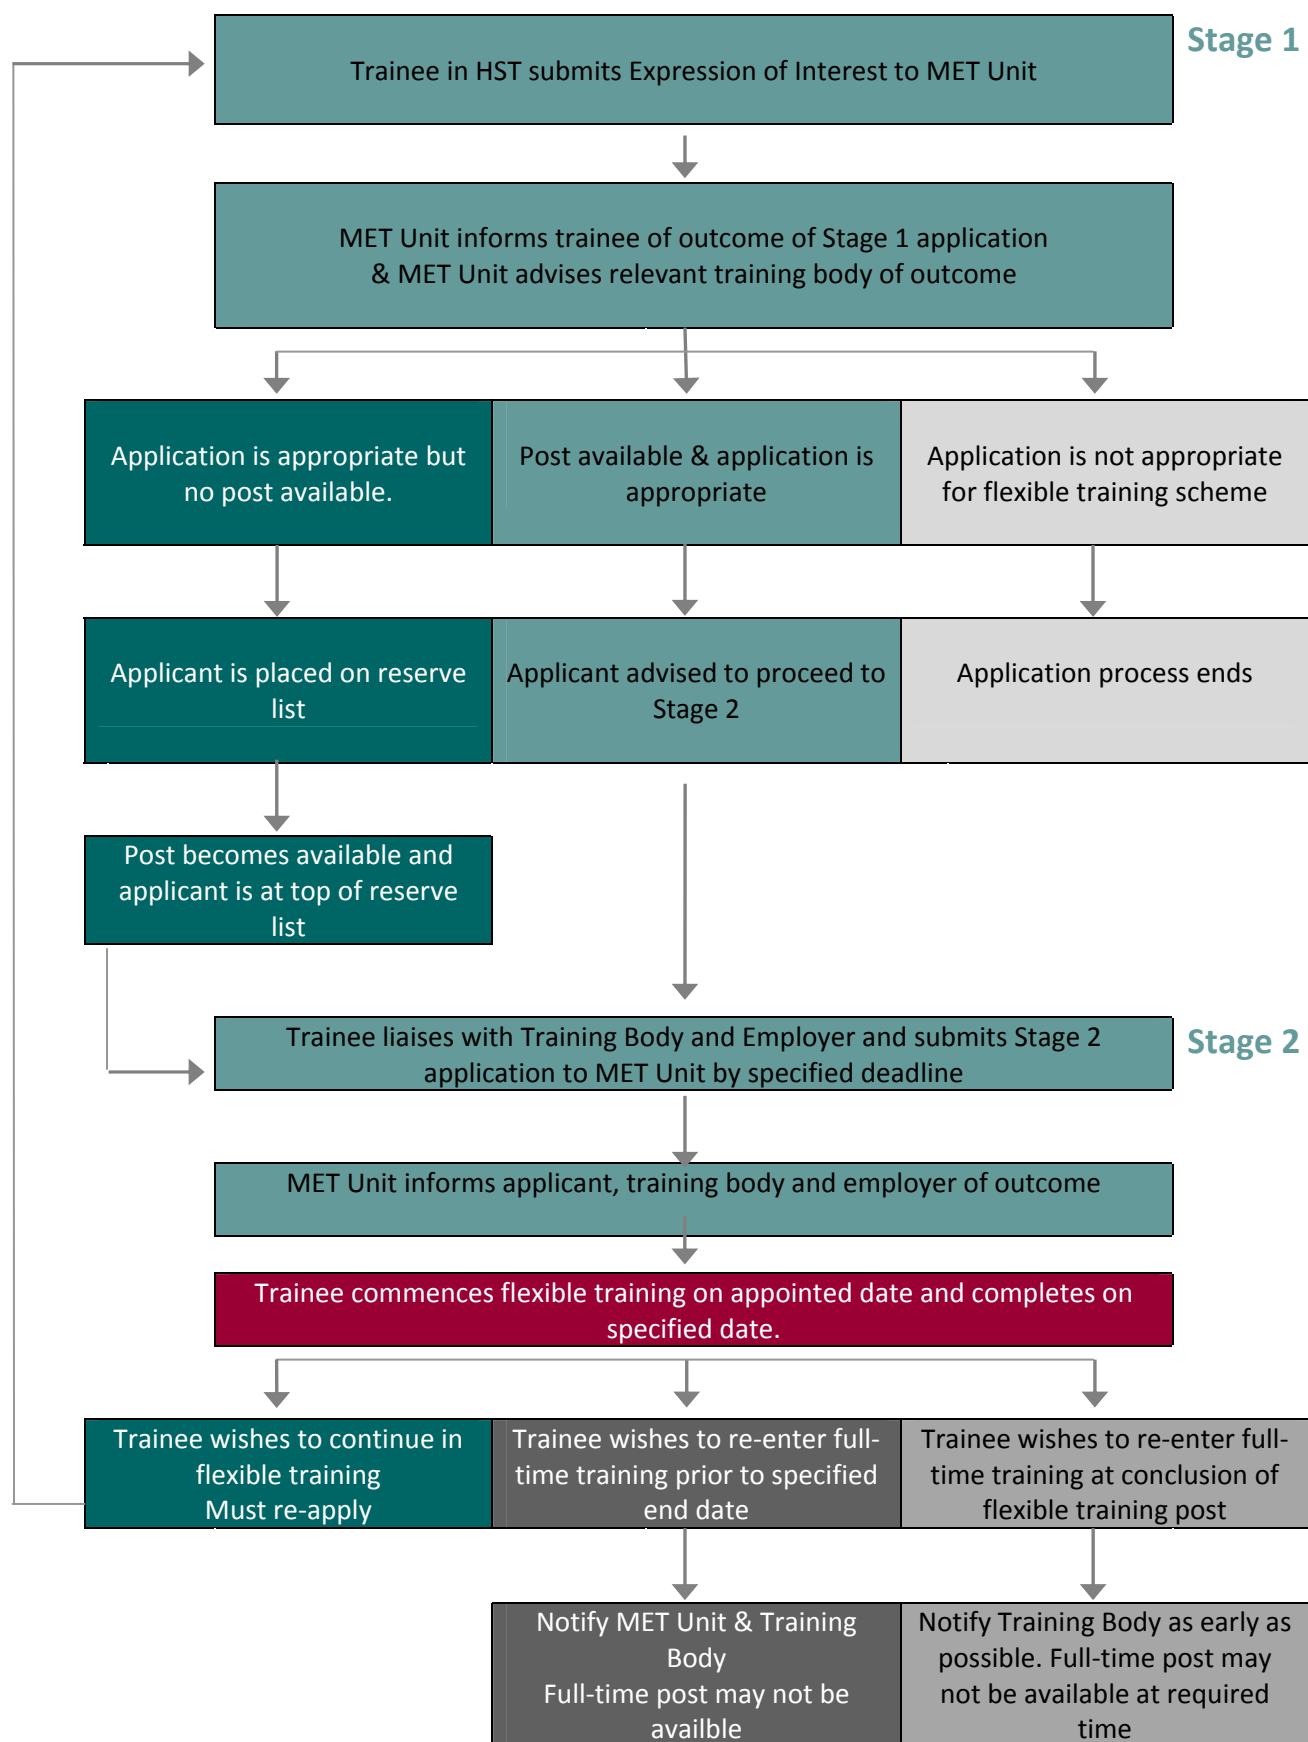 Stage 1
Trainee in HST submits Expression of Interest to MET Unit
MET Unit informs trainee of outcome of Stage 1 application
& MET Unit advises relevant training body of outcome
Application is appropriate but
no post available.
Post available & application is
appropriate
Application is not appropriate
for flexible training scheme
Applicant is placed on reserve
list
Applicant advised to proceed to
Stage 2
Application process ends
Post becomes available and
applicant is at top of reserve
list
Stage 2
Trainee liaises with Training Body and Employer and submits Stage 2
application to MET Unit by specified deadline
MET Unit informs applicant, training body and employer of outcome
Trainee commences flexible training on appointed date and completes on
specified date.
Trainee wishes to continue in
flexible training
Must re-apply
Trainee wishes to re-enter full-
time training prior to specified
end date
Trainee wishes to re-enter full-
time training at conclusion of
flexible training post
Notify MET Unit & Training
Body
Full-time post may not be
availble
Notify Training Body as early as
possible. Full-time post may
not be available at required
time